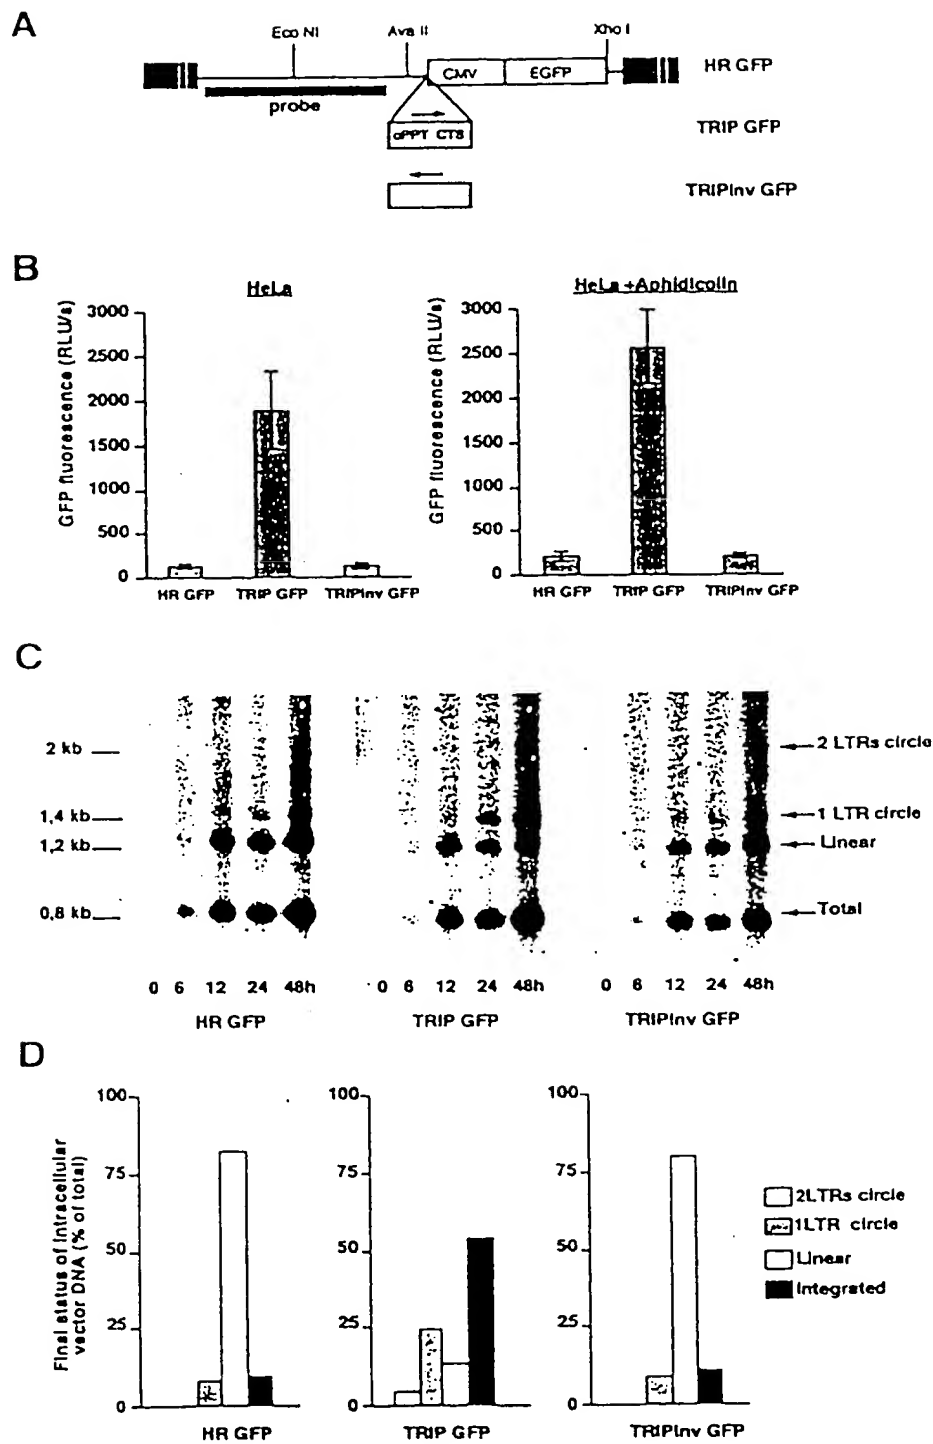 A
Eco NI
Ava II
Xho I
CMV
EGFP
HR GFP
probe
cPPT CTS
TRIP GFP
TRIPInv GFP
B
HeLa
GFP fluorescence (RLU/s)
3000
2500
2000
1500
1000
500
0
HR GFP
TRIP GFP
TRIPInv GFP
HeLa +Aphidicolin
GFP fluorescence (RLU/s)
3000
2500
2000
1500
1000
500
0
HR GFP
TRIP GFP
TRIPInv GFP
C
2 kb
1,4 kb
1,2 kb
0,8 kb
2 LTRs circle
1 LTR circle
Linear
Total
0 6 12 24 48h
HR GFP
0 6 12 24 48h
TRIP GFP
0 6 12 24 48h
TRIPInv GFP
D
Final status of intracellular
vector DNA (% of total)
100
75
50
25
0
HR GFP
100
75
50
25
0
TRIP GFP
100
75
50
25
0
TRIPInv GFP
2LTRs circle
1LTR circle
Linear
Integrated